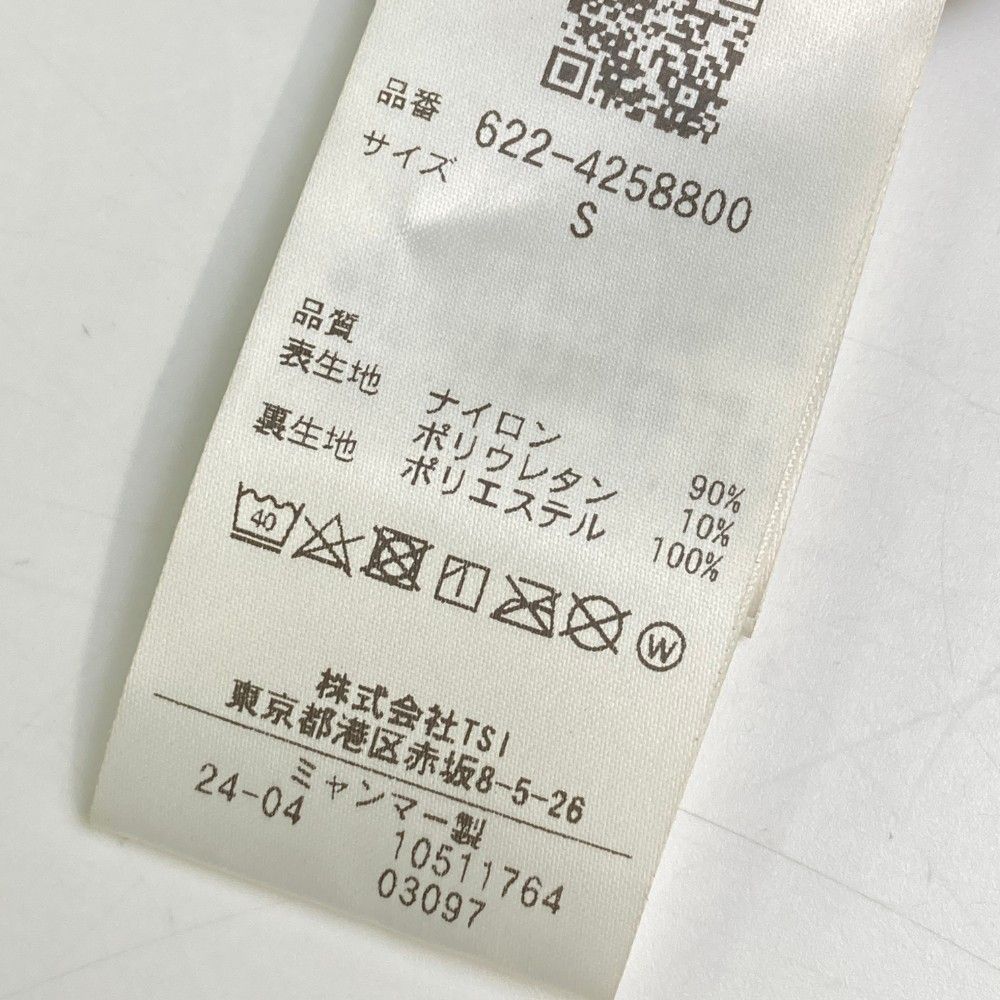 品番 622-4258800
サイズ S
品質
表生地 ナイロン 90%
ポリウレタン 10%
裏生地 ポリエステル 100%
40
W
株式会社TSI
東京都港区赤坂8-5-26
ミャンマー製
24-04 10511764
03097